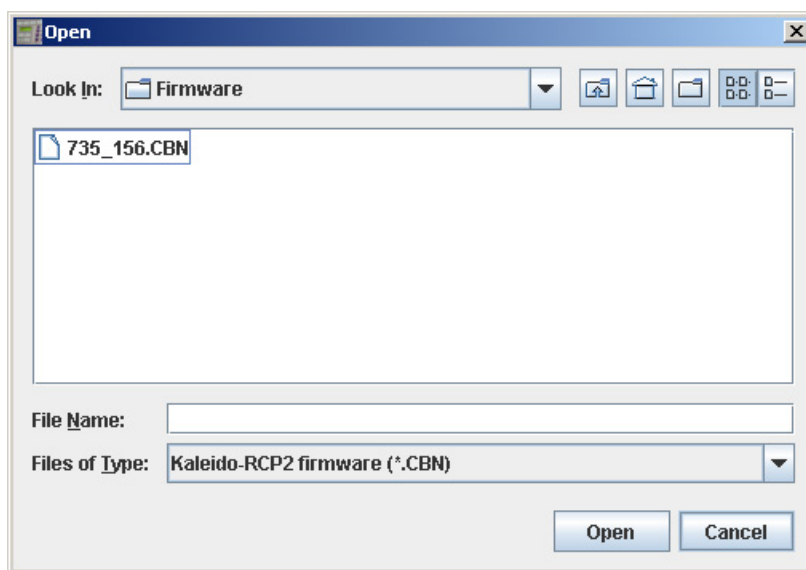 Open
Look In: Firmware
735_156.CBN
File Name:
Files of Type: Kaleido-RCP2 firmware (*.CBN)
Open Cancel